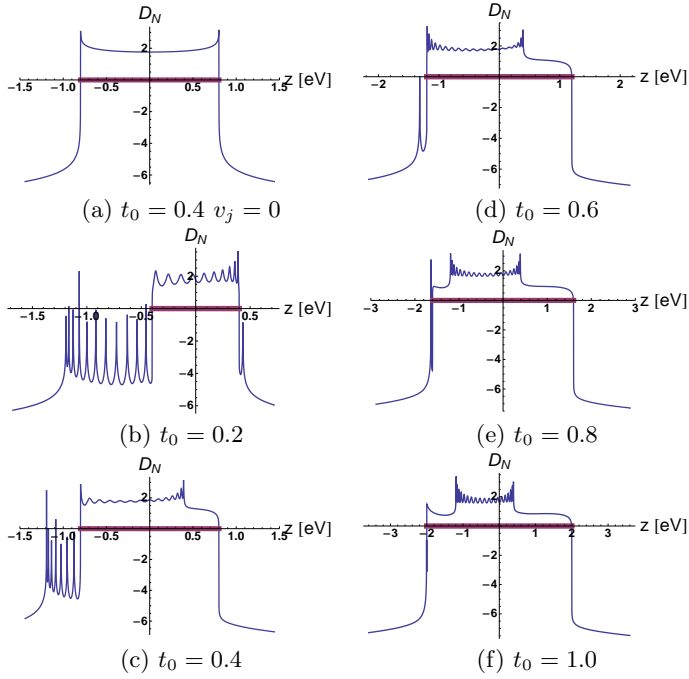 D_N
2
z [eV]
−1.5 −1.0 −0.5 0.5 1.0 1.5
−2
−4
−6
(a) t_0 = 0.4 v_j = 0
D_N
2
z [eV]
−2 −1 1 2
−2
−4
−6
(d) t_0 = 0.6
D_N
2
z [eV]
−1.5 −1.0 −0.5 0.5
−2
−4
−6
(b) t_0 = 0.2
D_N
2
z [eV]
−3 −2 −1 1 2 3
−2
−4
−6
(e) t_0 = 0.8
D_N
2
z [eV]
−1.5 −1.0 −0.5 0.5 1.0 1.5
−2
−4
−6
(c) t_0 = 0.4
D_N
2
z [eV]
−4 −3 −2 −1 1 2 3 4
−2
−4
−6
(f) t_0 = 1.0